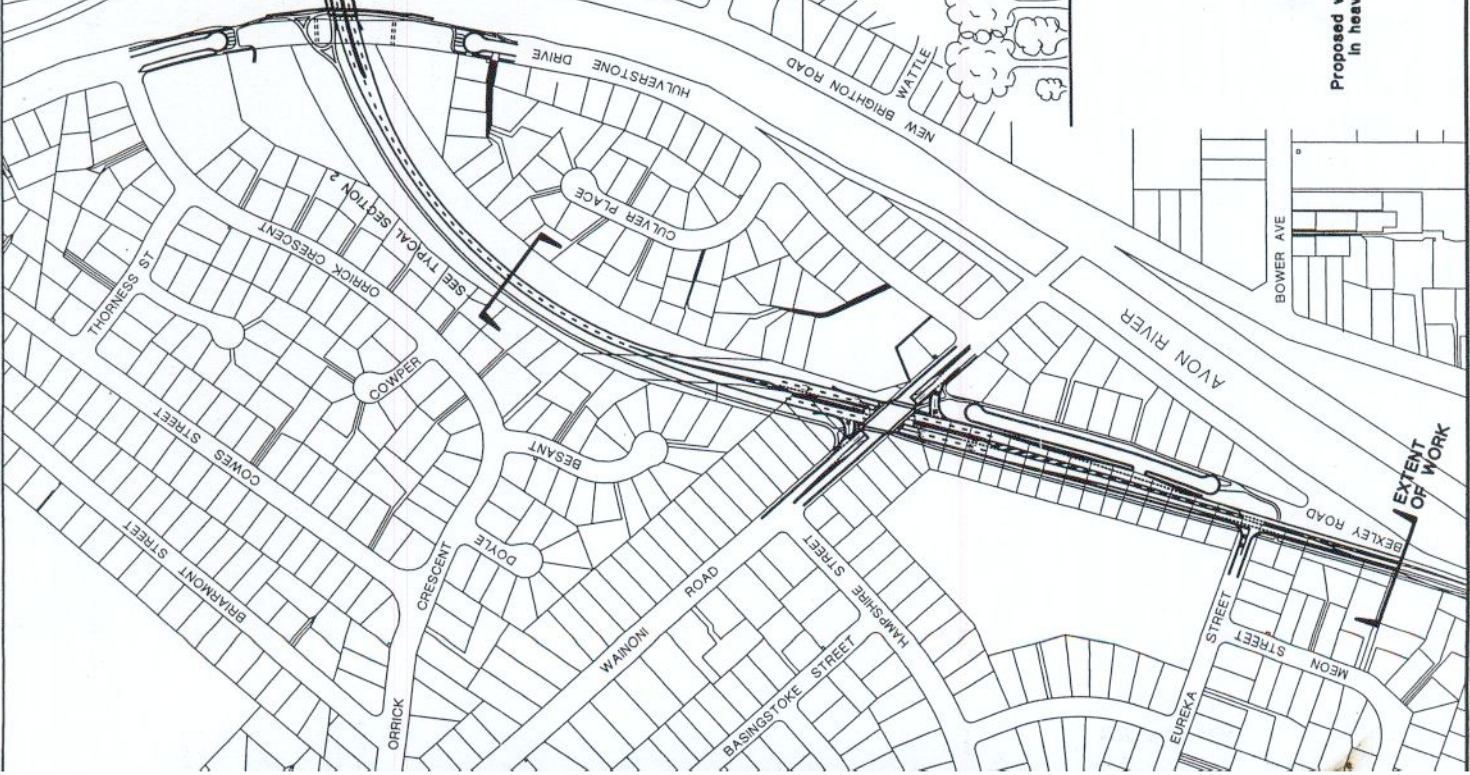 Proposed
In heav
HULVERSTONE DRIVE
NEW BRIGHTON ROAD
WATTLE
BOWER AVE
SEE TYPICAL SECTION 2
CULVER PLACE
ORRICK CRESCENT
THORNESS ST
COWPER
AVON RIVER
COWES STREET
BESANT
BRIARMONT STREET
DOYLE
ORRICK CRESCENT
WAINONI ROAD
HAMPSHIRE STREET
BASINGSTOKE STREET
EUREKA STREET
MEON STREET
BEXLEY ROAD
EXTENT
OF WORK